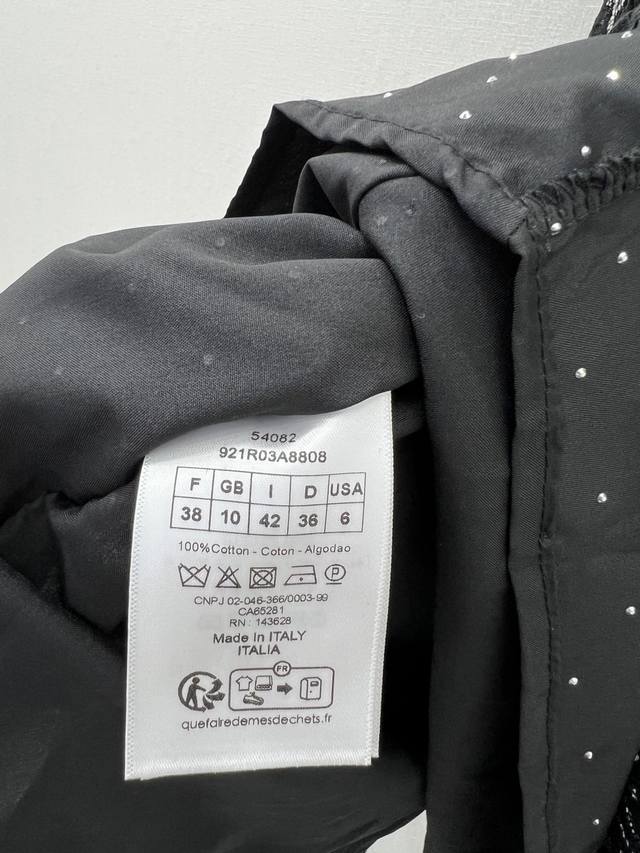 54082
921R03A8808
F GB I D USA
38 10 42 36 6
100%Cotton - Coton - Algodao
P
CNPJ 02-046-366/0003-99
CA65281
RN : 143628
Made In ITALY
ITALIA
FR
quefairedemesdechets.fr